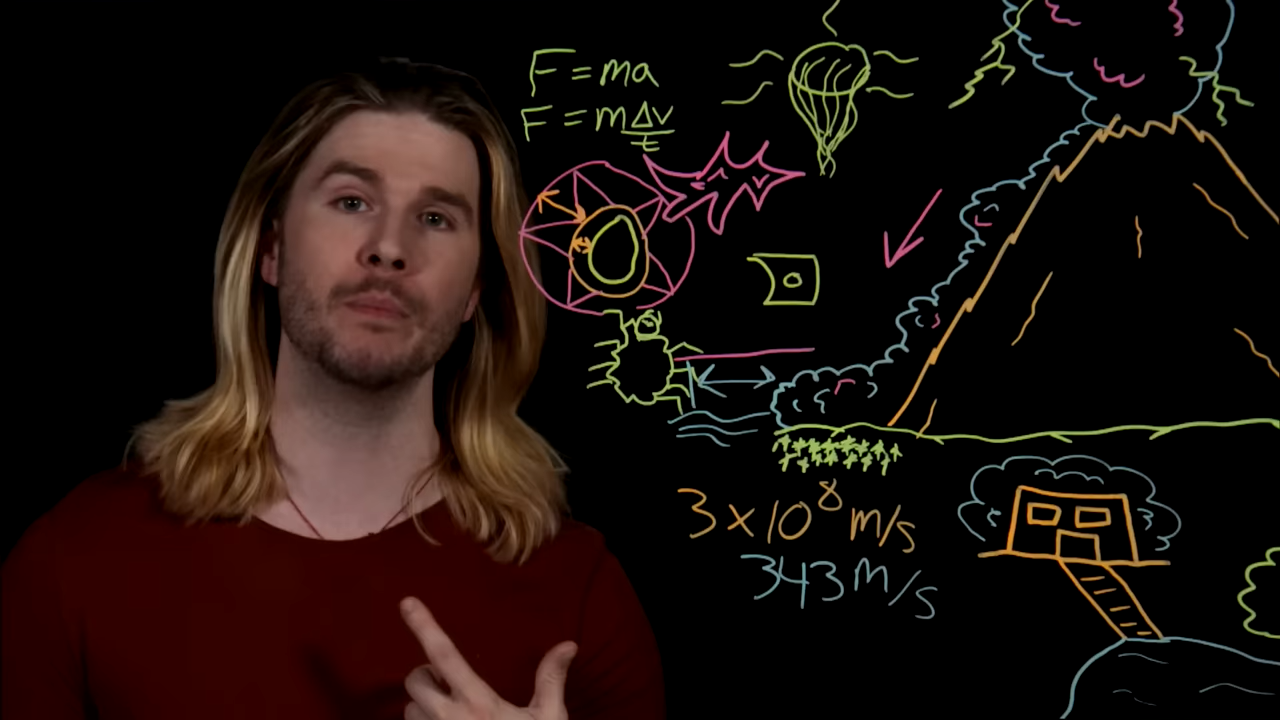 F = ma
F = mΔv/t
3 × 10⁸ m/s
343 m/s